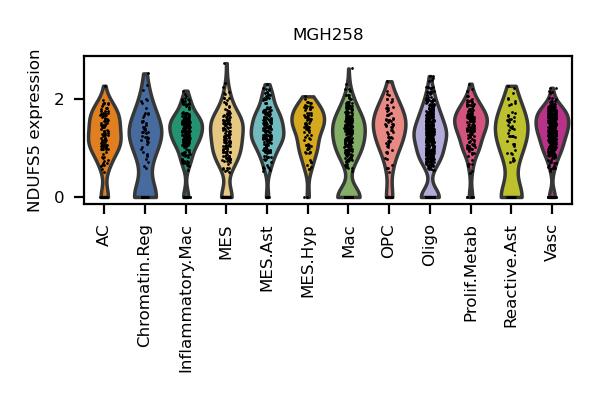 MGH258
NDUFS5 expression
2
0
AC
Chromatin.Reg
Inflammatory.Mac
MES
MES.Ast
MES.Hyp
Mac
OPC
Oligo
Prolif.Metab
Reactive.Ast
Vasc